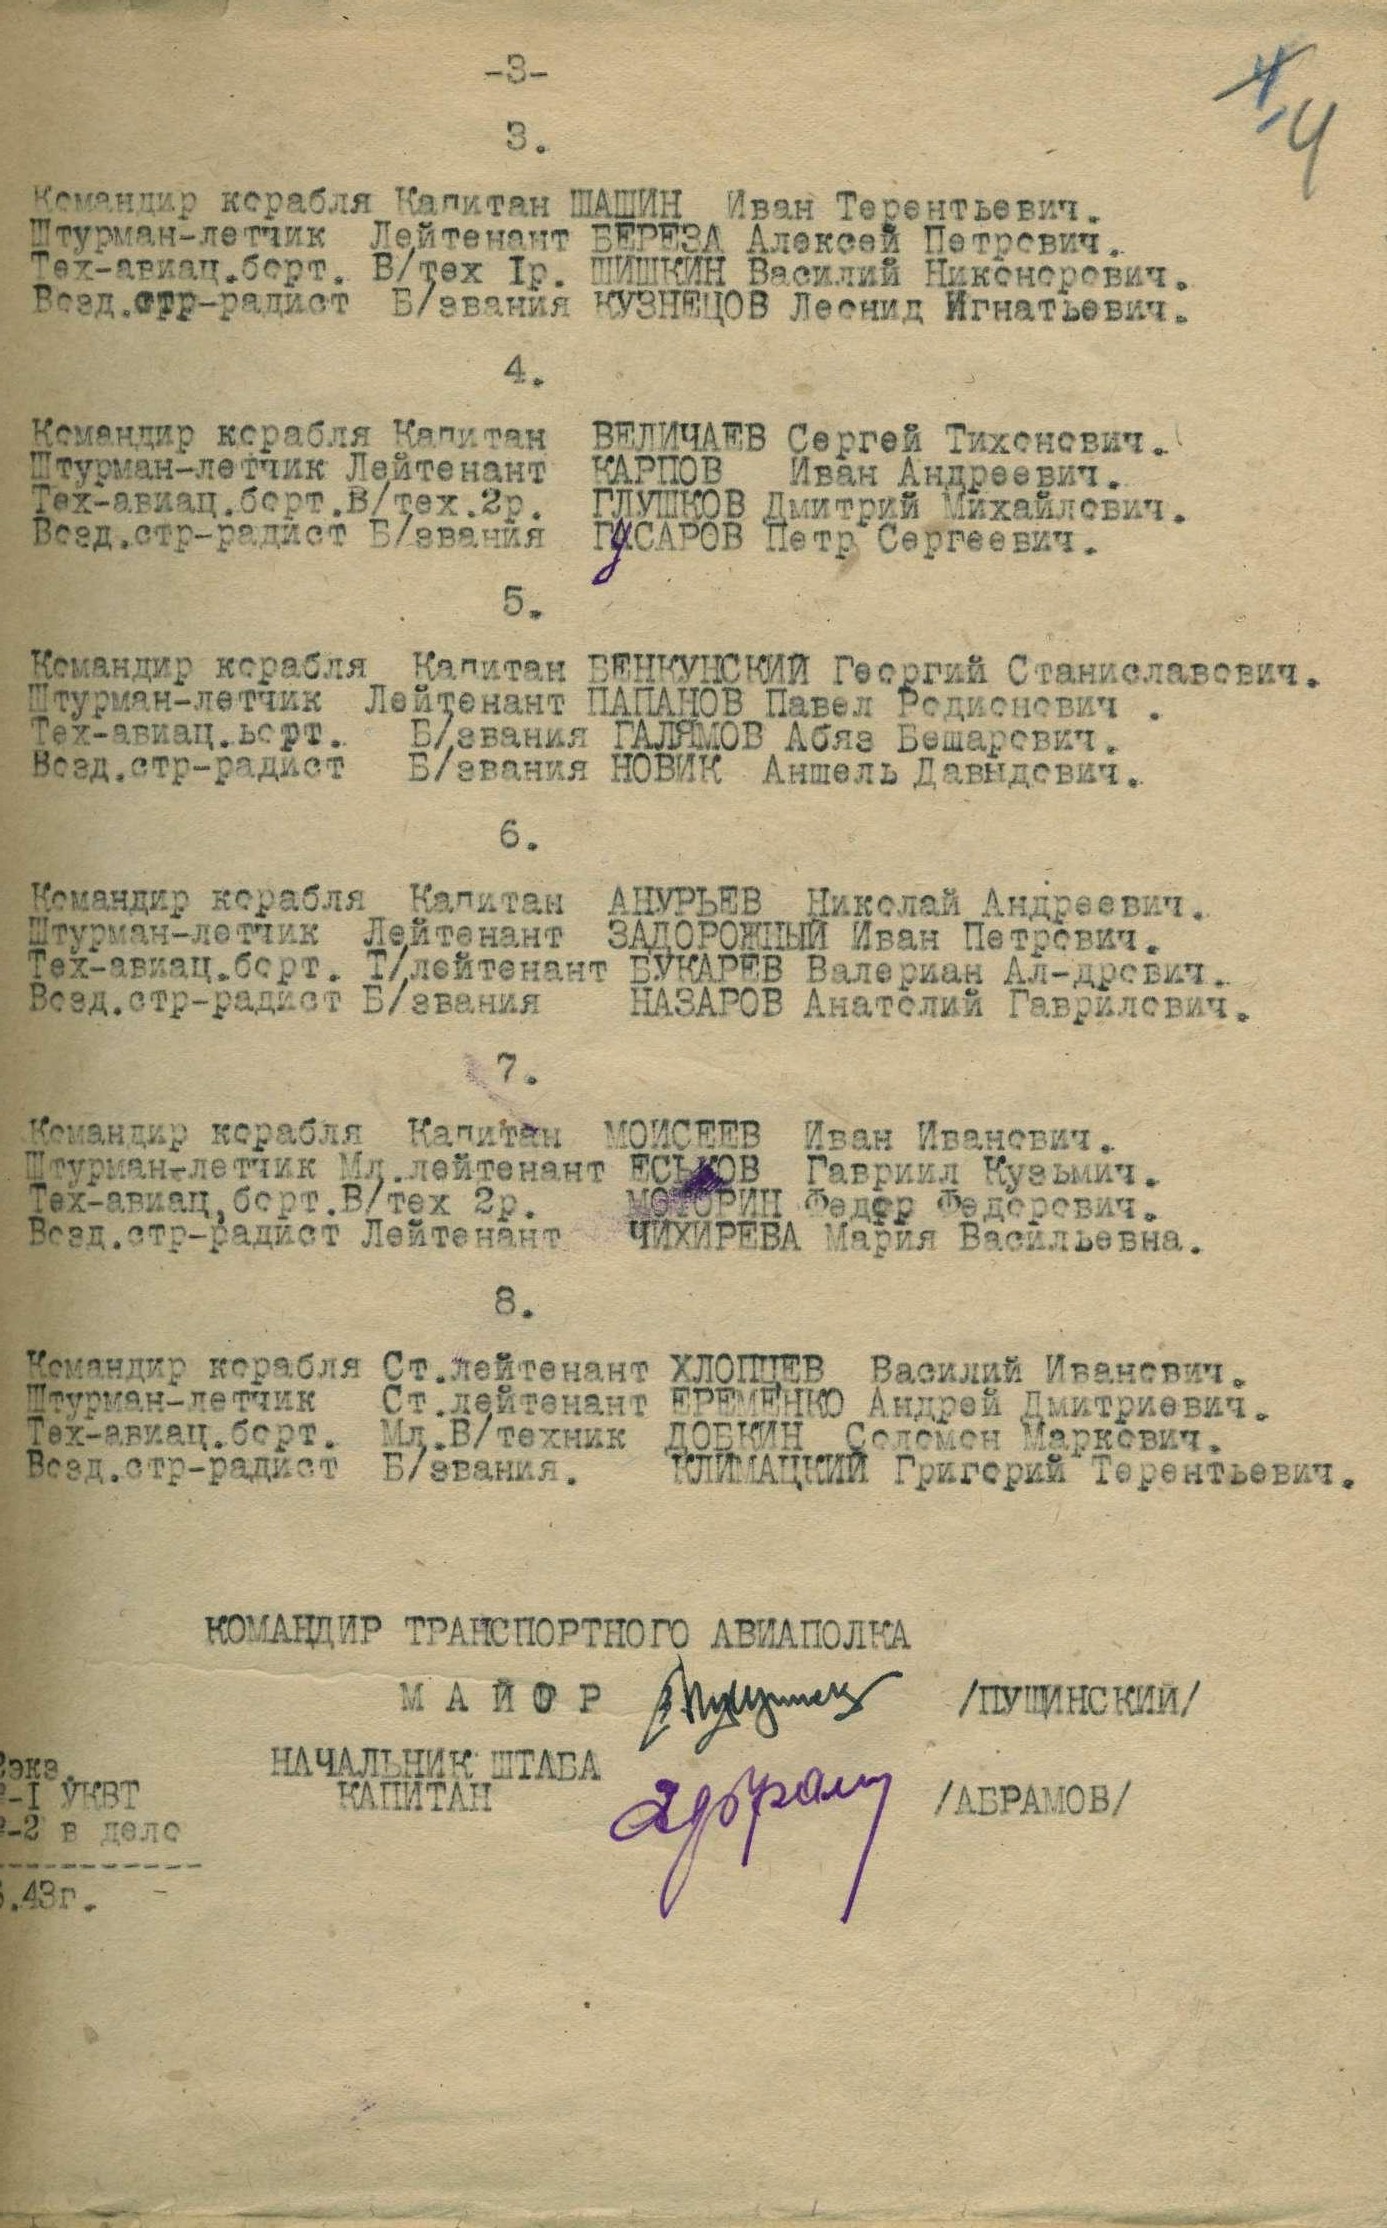 -3-
4
3.
Командир корабля Капитан ШАШИН Иван Терентьевич.
Штурман-летчик Лейтенант БЕРЕЗА Алексей Петрович.
Тех-авиац.борт. В/тех Iр. ШИШКИН Василий Никонорович.
Возд.стр-радист Б/звания КУЗНЕЦОВ Леонид Игнатьевич.
4.
Командир корабля Капитан ВЕЛИЧАЕВ Сергей Тихонович.
Штурман-летчик Лейтенант КАРПОВ Иван Андреевич.
Тех-авиац.борт.В/тех.2р. ГЛУШКОВ Дмитрий Михайлович.
Возд.стр-радист Б/звания ГУСАРОВ Петр Сергеевич.
5.
Командир корабля Капитан БЕНКУНСКИЙ Георгий Станиславович.
Штурман-летчик Лейтенант ПАПАНОВ Павел Родионович .
Тех-авиац.ьорт. Б/звания ГАЛЯМОВ Абяз Бешарович.
Возд.стр-радист Б/звания НОВИК Аншель Давыдович.
6.
Командир корабля Капитан АНУРЬЕВ Николай Андреевич.
Штурман-летчик Лейтенант ЗАДОРОЖНЫЙ Иван Петрович.
Тех-авиац.борт. Т/лейтенант БУКАРЕВ Валериан Ал-дрович.
Возд.стр-радист Б/звания НАЗАРОВ Анатолий Гаврилович.
7.
Командир корабля Капитан МОИСЕЕВ Иван Иванович.
Штурман-летчик Мл.лейтенант ЕСЬКОВ Гавриил Кузьмич.
Тех-авиац,борт.В/тех 2р. МОТОРИН Федор Федорович.
Возд.стр-радист Лейтенант ЧИХИРЕВА Мария Васильевна.
8.
Командир корабля Ст.лейтенант ХЛОПЦЕВ Василий Иванович.
Штурман-летчик Ст.лейтенант ЕРЕМЕНКО Андрей Дмитриевич.
Тех-авиац.борт. Мл.В/техник ДОБКИН Соломон Маркович.
Возд.стр-радист Б/звания. КЛИМАЦКИЙ Григорий Терентьевич.
КОМАНДИР ТРАНСПОРТНОГО АВИАПОЛКА
М А Й О Р /ПУЩИНСКИЙ/
НАЧАЛЬНИК ШТАБА
КАПИТАН /АБРАМОВ/
2экз.
-I УКВТ
-2 в дело
-----------
.43г.